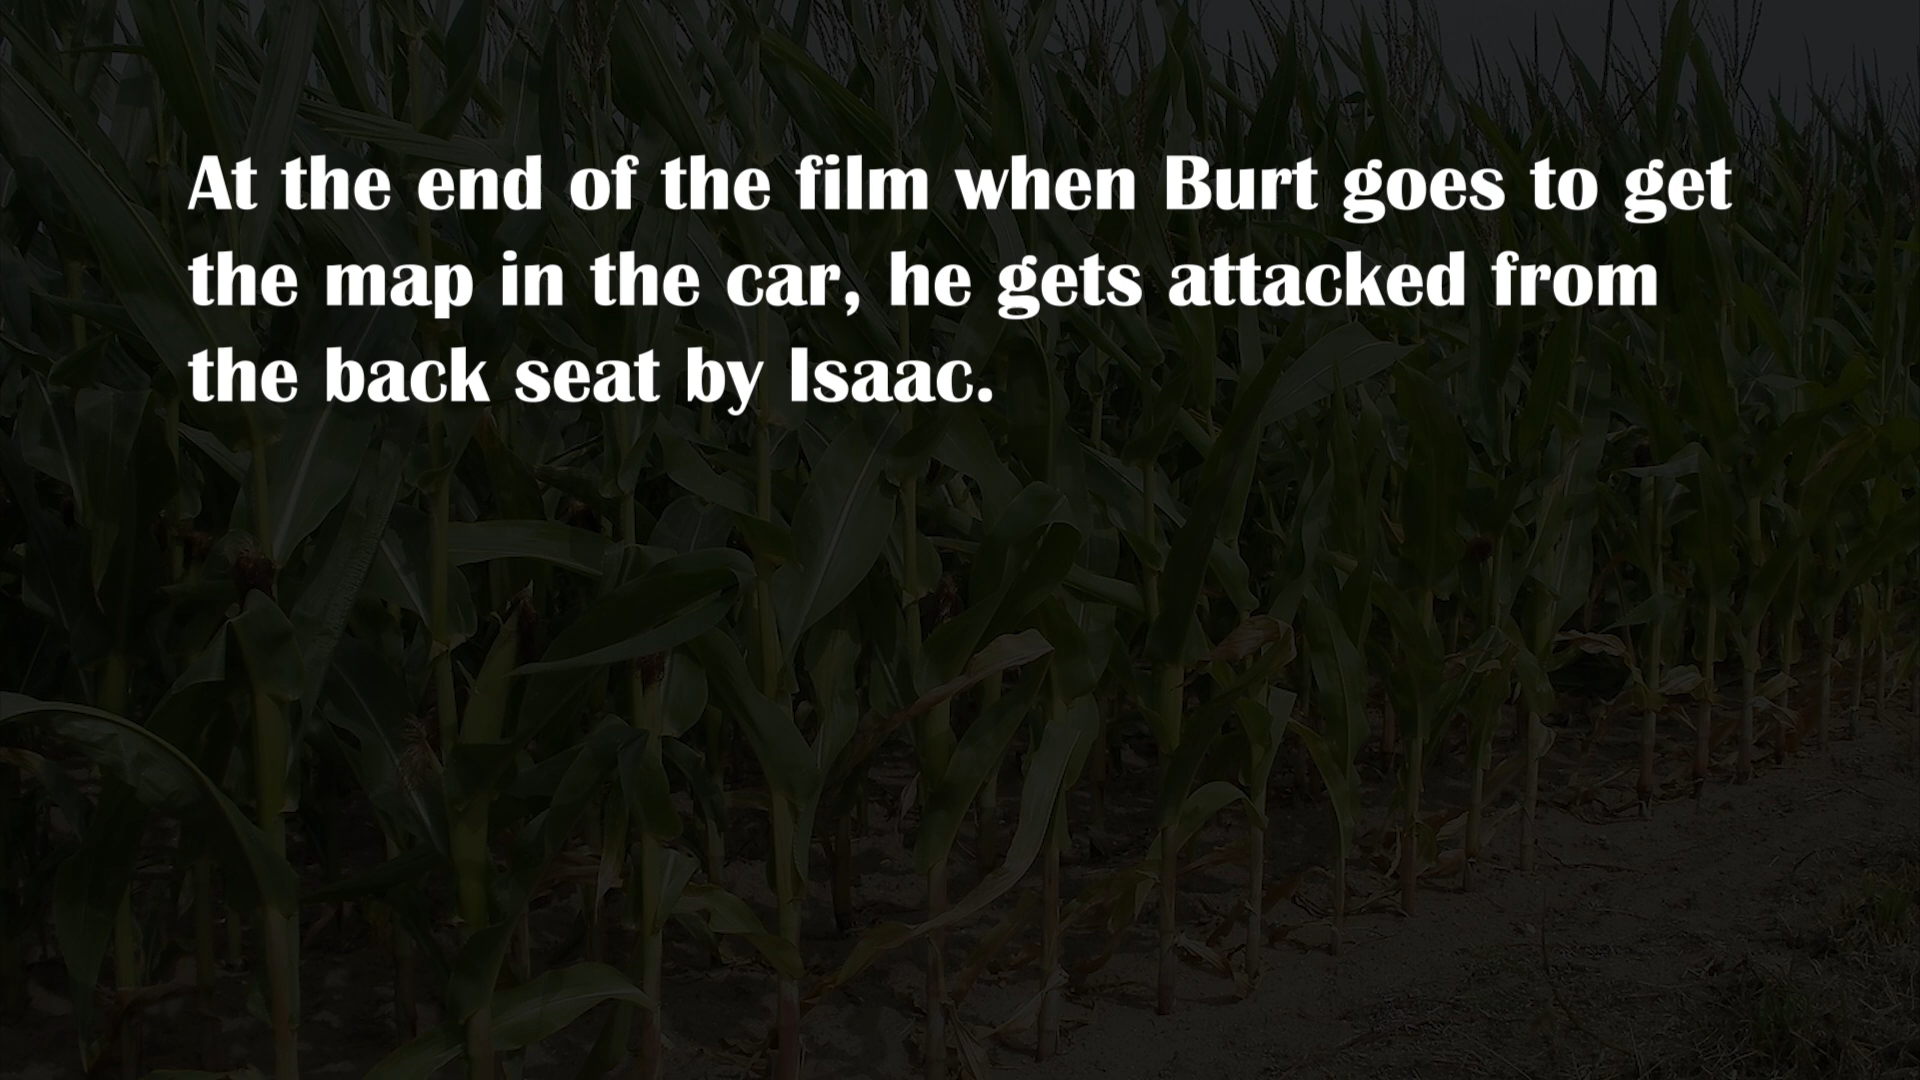 At the end of the film when Burt goes to get
the map in the car, he gets attacked from
the back seat by Isaac.